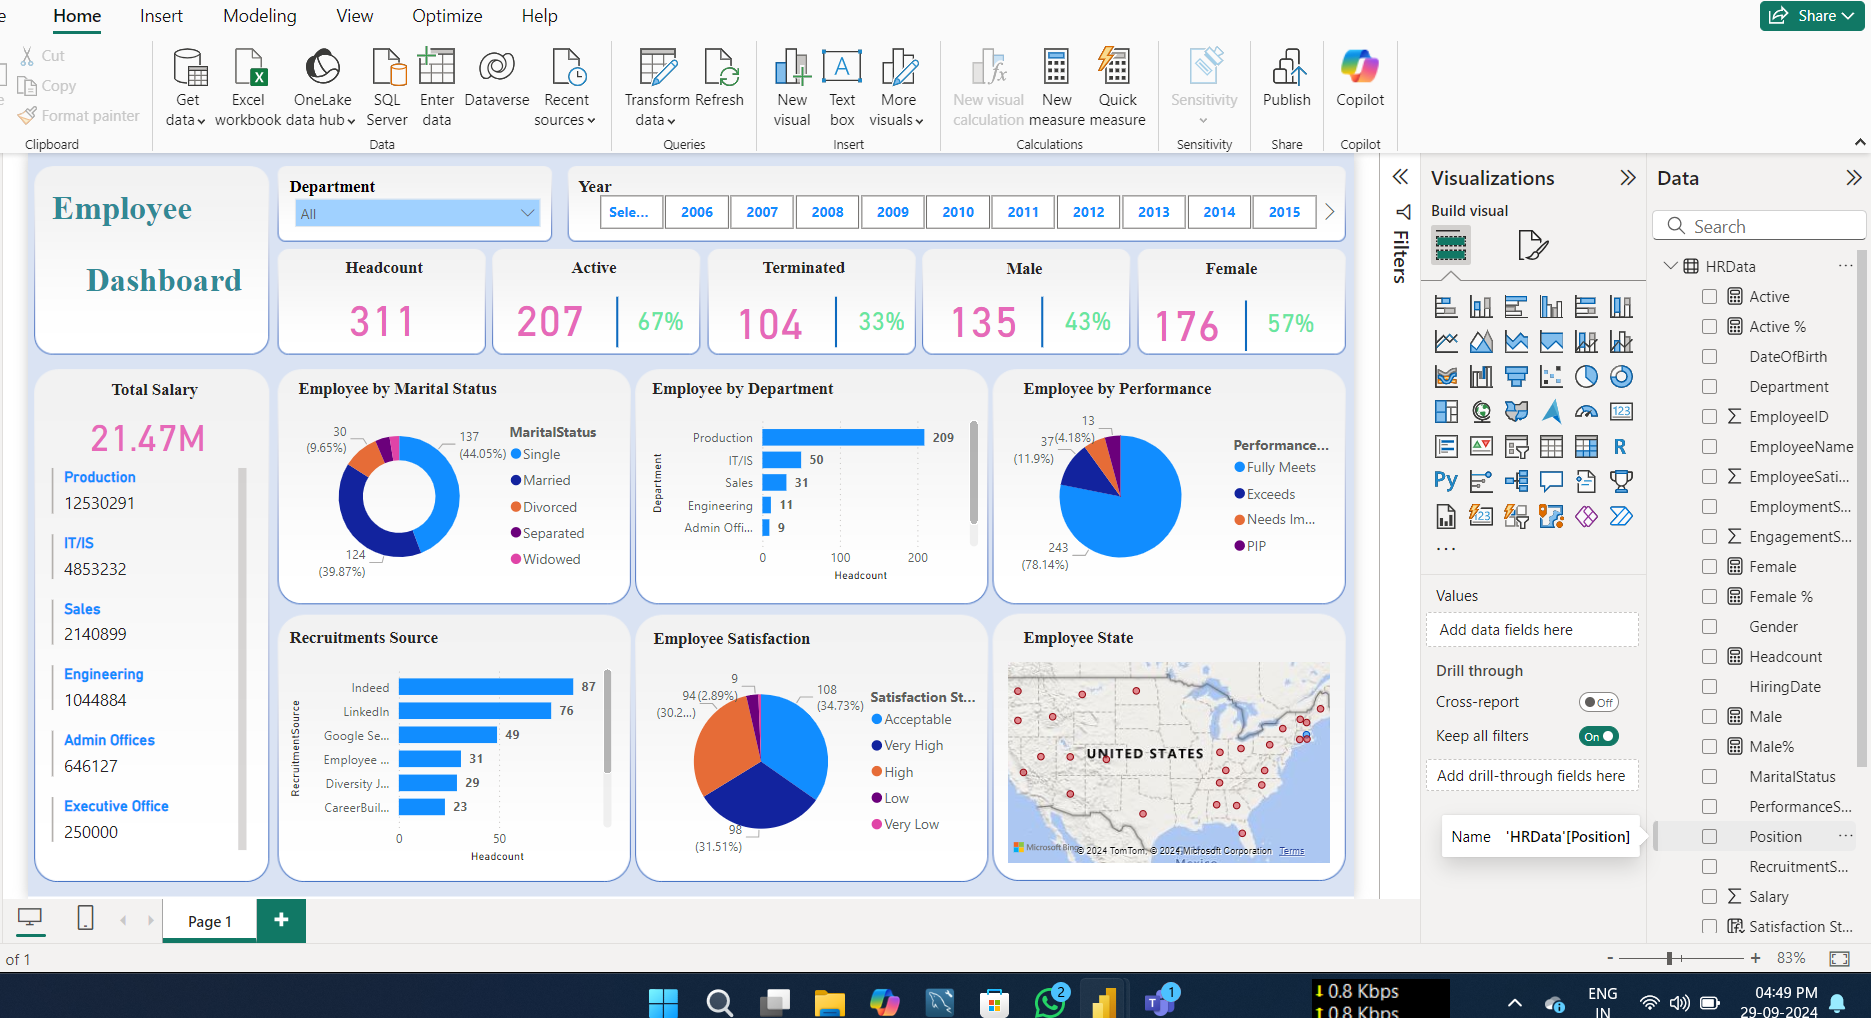 Home Insert Modeling View Optimize Help
Share
Cut
Copy
Format painter
Clipboard
Get data
Excel workbook
OneLake data hub
SQL Server
Enter data
Dataverse
Recent sources
Data
Transform data
Refresh
Queries
New visual
Text box
More visuals
Insert
New visual calculation
New measure
Quick measure
Calculations
Sensitivity
Sensitivity
Publish
Share
Copilot
Copilot
Employee
Dashboard
Department
All
Year
Sele... 2006 2007 2008 2009 2010 2011 2012 2013 2014 2015
Headcount
311
Active
207 67%
Terminated
104 33%
Male
135 43%
Female
176 57%
Total Salary
21.47M
Production
12530291
IT/IS
4853232
Sales
2140899
Engineering
1044884
Admin Offices
646127
Executive Office
250000
Employee by Marital Status
30
(9.65%)
137
(44.05%)
124
(39.87%)
MaritalStatus
Single
Married
Divorced
Separated
Widowed
Employee by Department
Department
Production 209
IT/IS 50
Sales 31
Engineering 11
Admin Offi... 9
0 100 200
Headcount
Employee by Performance
13
(4.18%)
37
(11.9%)
243
(78.14%)
Performance...
Fully Meets
Exceeds
Needs Im...
PIP
Recruitments Source
RecruitmentSource
Indeed 87
LinkedIn 76
Google Se... 49
Employee ... 31
Diversity J... 29
CareerBuil... 23
0 50
Headcount
Employee Satisfaction
9
(2.89%)
94
(30.2...)
108
(34.73%)
98
(31.51%)
Satisfaction St...
Acceptable
Very High
High
Low
Very Low
Employee State
UNITED STATES
Microsoft Bing
© 2024 TomTom, © 2024 Microsoft Corporation Terms
Mexico
Filters
Visualizations
Build visual
123
R
Py
123
...
Values
Add data fields here
Drill through
Cross-report Off
Keep all filters On
Add drill-through fields here
Name 'HRData'[Position]
Data
Search
HRData ...
Active
Active %
DateOfBirth
Department
EmployeeID
EmployeeName
EmployeeSati...
EmploymentS...
EngagementS...
Female
Female %
Gender
Headcount
HiringDate
Male
Male%
MaritalStatus
PerformanceS...
Position ...
RecruitmentS...
Salary
Satisfaction St...
Page 1
+
of 1
- + 83%
2
1
0.8 Kbps
0.8 Kbps
ENG
IN
04:49 PM
29-09-2024